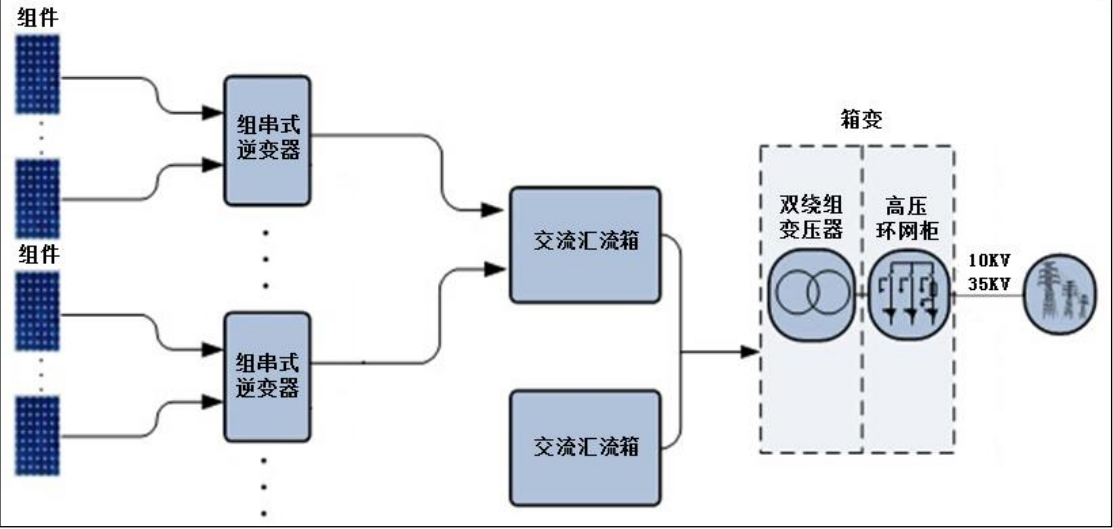 组件
组串式
逆变器
组件
组串式
逆变器
交流汇流箱
交流汇流箱
箱变
双绕组
变压器
高压
环网柜
10KV
35KV